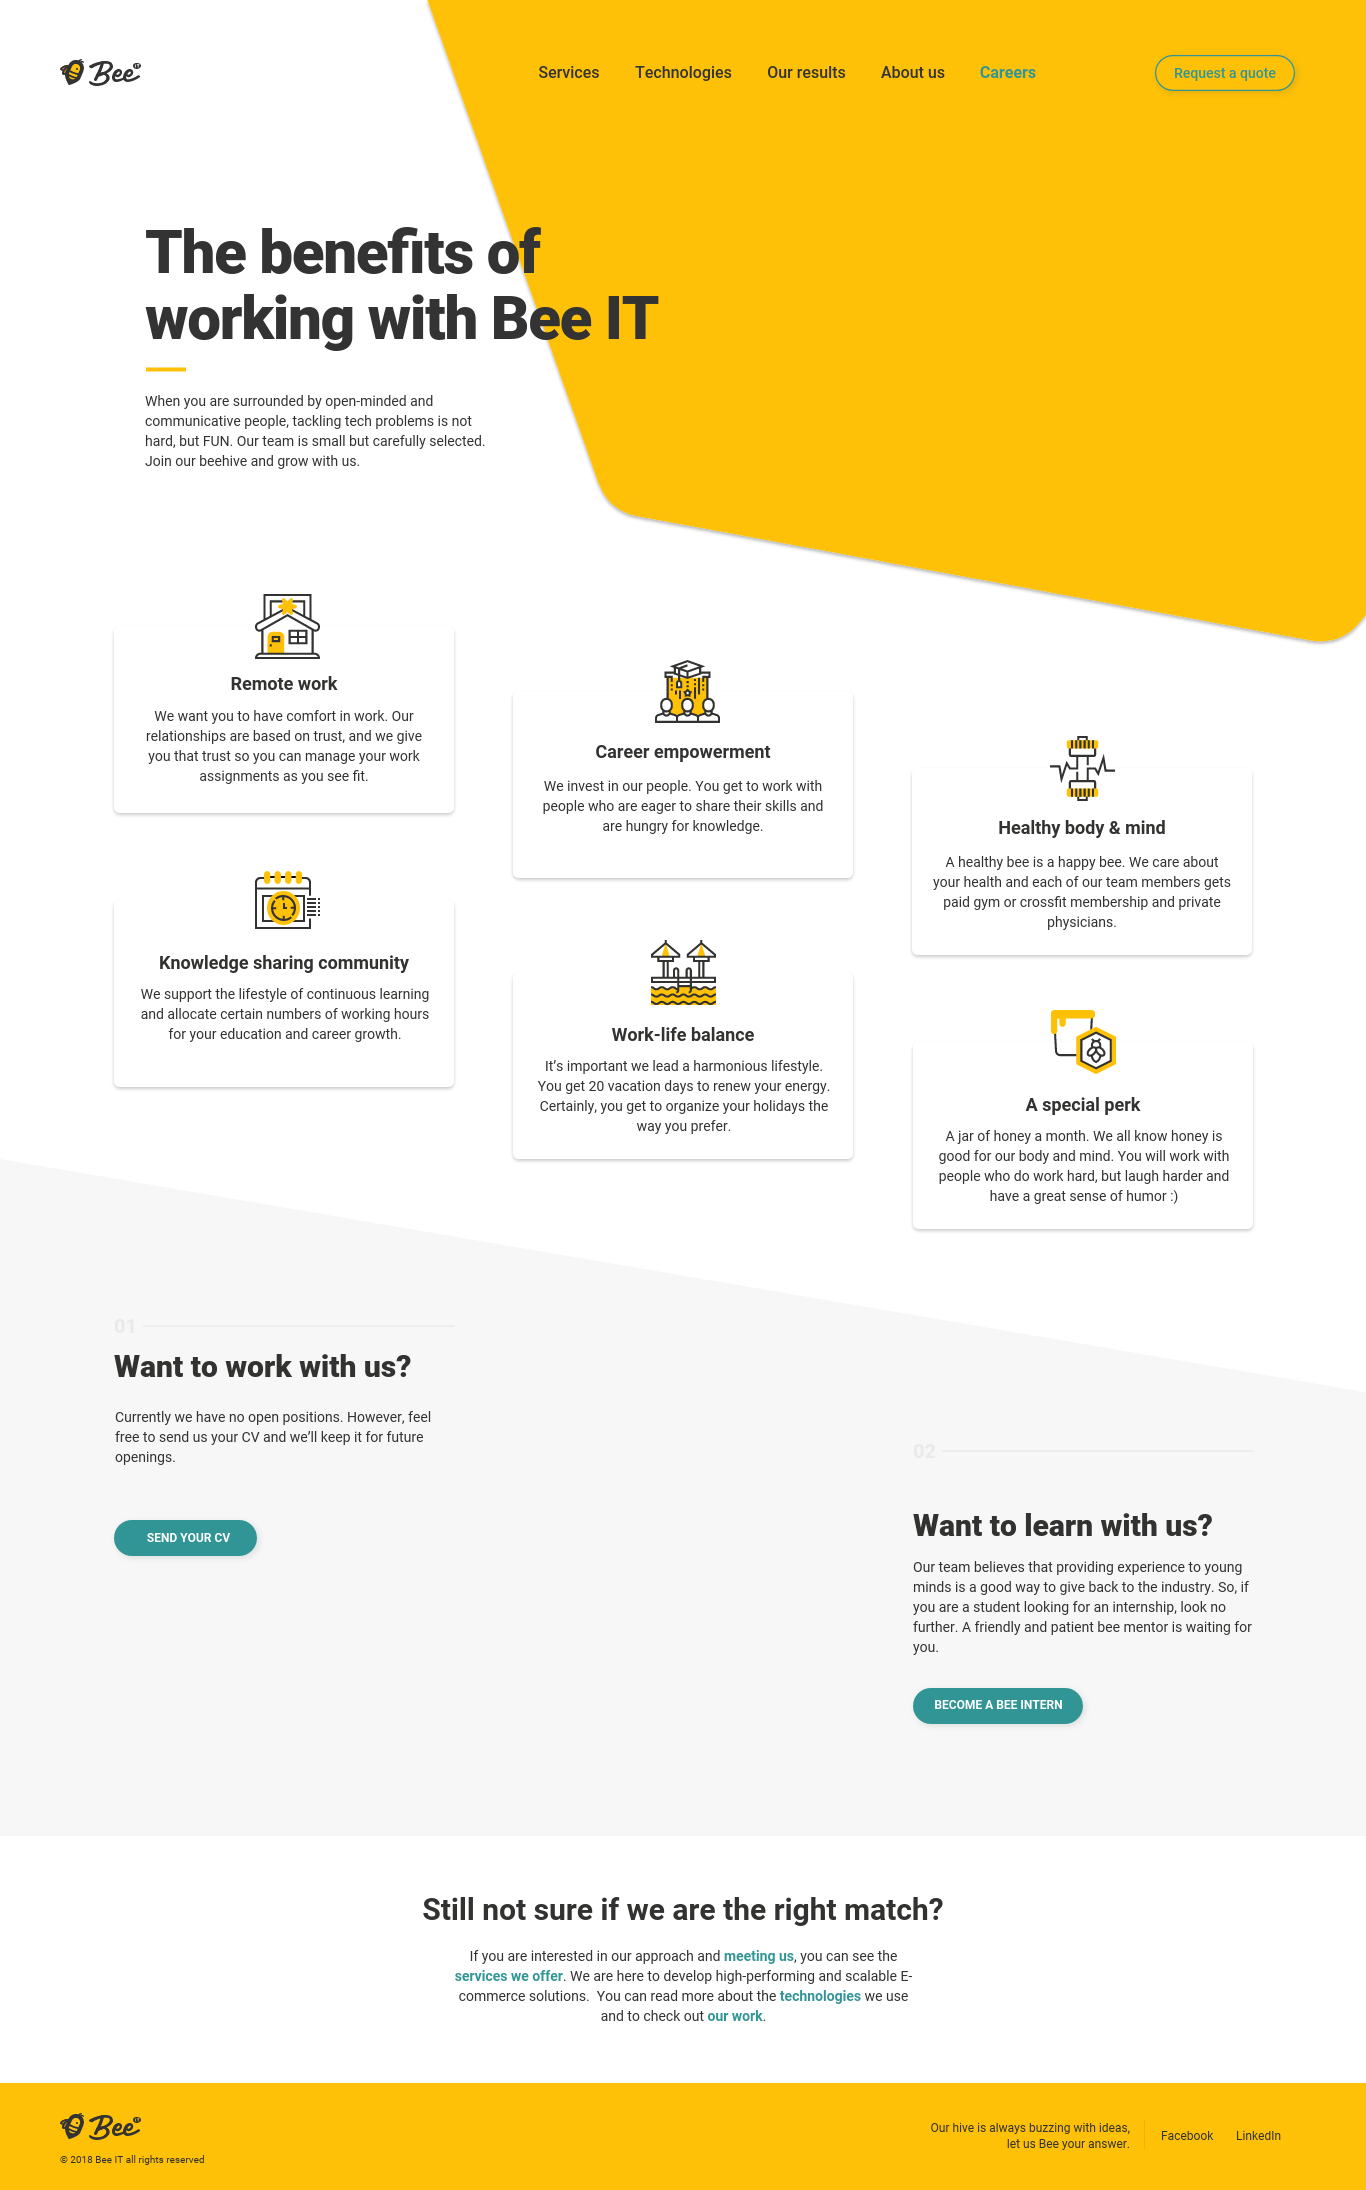 Bee IT
Services
Technologies
Our results
About us
Careers
Request a quote
The benefits of
working with Bee IT
When you are surrounded by open-minded and
communicative people, tackling tech problems is not
hard, but FUN. Our team is small but carefully selected.
Join our beehive and grow with us.
Remote work
We want you to have comfort in work. Our
relationships are based on trust, and we give
you that trust so you can manage your work
assignments as you see fit.
Career empowerment
We invest in our people. You get to work with
people who are eager to share their skills and
are hungry for knowledge.
Healthy body & mind
A healthy bee is a happy bee. We care about
your health and each of our team members gets
paid gym or crossfit membership and private
physicians.
Knowledge sharing community
We support the lifestyle of continuous learning
and allocate certain numbers of working hours
for your education and career growth.
Work-life balance
It’s important we lead a harmonious lifestyle.
You get 20 vacation days to renew your energy.
Certainly, you get to organize your holidays the
way you prefer.
A special perk
A jar of honey a month. We all know honey is
good for our body and mind. You will work with
people who do work hard, but laugh harder and
have a great sense of humor :)
01
Want to work with us?
Currently we have no open positions. However, feel
free to send us your CV and we’ll keep it for future
openings.
SEND YOUR CV
02
Want to learn with us?
Our team believes that providing experience to young
minds is a good way to give back to the industry. So, if
you are a student looking for an internship, look no
further. A friendly and patient bee mentor is waiting for
you.
BECOME A BEE INTERN
Still not sure if we are the right match?
If you are interested in our approach and meeting us, you can see the
services we offer. We are here to develop high-performing and scalable E-
commerce solutions.  You can read more about the technologies we use
and to check out our work.
Bee IT
© 2018 Bee IT all rights reserved
Our hive is always buzzing with ideas,
let us Bee your answer.
Facebook
LinkedIn